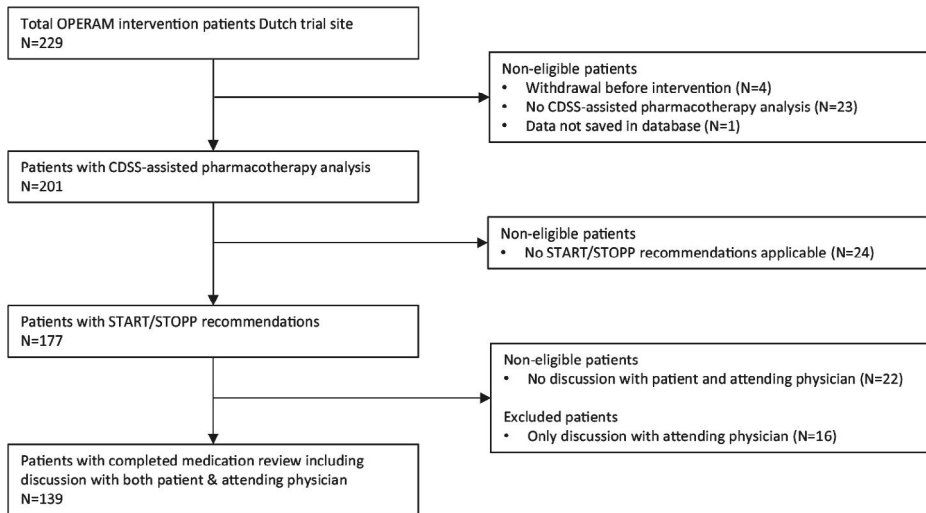 Total OPERAM intervention patients Dutch trial site
N=229
Non-eligible patients
• Withdrawal before intervention (N=4)
• No CDSS-assisted pharmacotherapy analysis (N=23)
• Data not saved in database (N=1)
Patients with CDSS-assisted pharmacotherapy analysis
N=201
Non-eligible patients
• No START/STOPP recommendations applicable (N=24)
Patients with START/STOPP recommendations
N=177
Non-eligible patients
• No discussion with patient and attending physician (N=22)
Excluded patients
• Only discussion with attending physician (N=16)
Patients with completed medication review including
discussion with both patient & attending physician
N=139